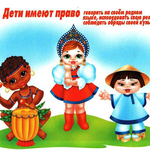 Дети имеют право говорить на своём родном
языке, исповедовать свою рел
соблюдать обряды своей куль